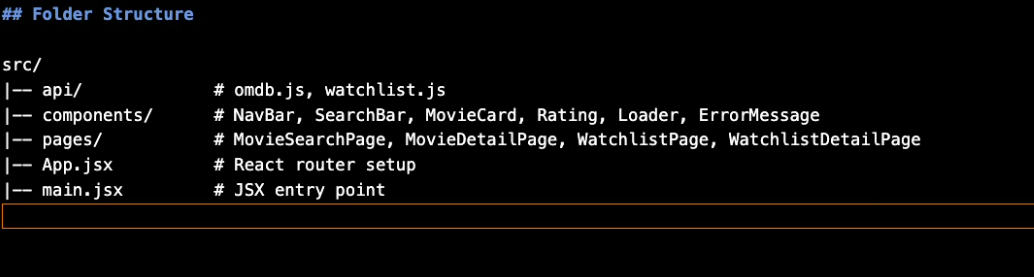 ## Folder Structure
src/
|-- api/ # omdb.js, watchlist.js
|-- components/ # NavBar, SearchBar, MovieCard, Rating, Loader, ErrorMessage
|-- pages/ # MovieSearchPage, MovieDetailPage, WatchlistPage, WatchlistDetailPage
|-- App.jsx # React router setup
|-- main.jsx # JSX entry point